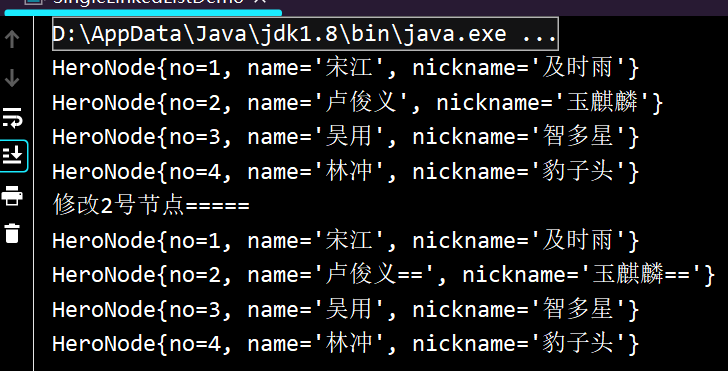 SingleLinkedListDemo ×
D:\AppData\Java\jdk1.8\bin\java.exe ...
HeroNode{no=1, name='宋江', nickname='及时雨'}
HeroNode{no=2, name='卢俊义', nickname='玉麒麟'}
HeroNode{no=3, name='吴用', nickname='智多星'}
HeroNode{no=4, name='林冲', nickname='豹子头'}
修改2号节点=====
HeroNode{no=1, name='宋江', nickname='及时雨'}
HeroNode{no=2, name='卢俊义==', nickname='玉麒麟=='}
HeroNode{no=3, name='吴用', nickname='智多星'}
HeroNode{no=4, name='林冲', nickname='豹子头'}